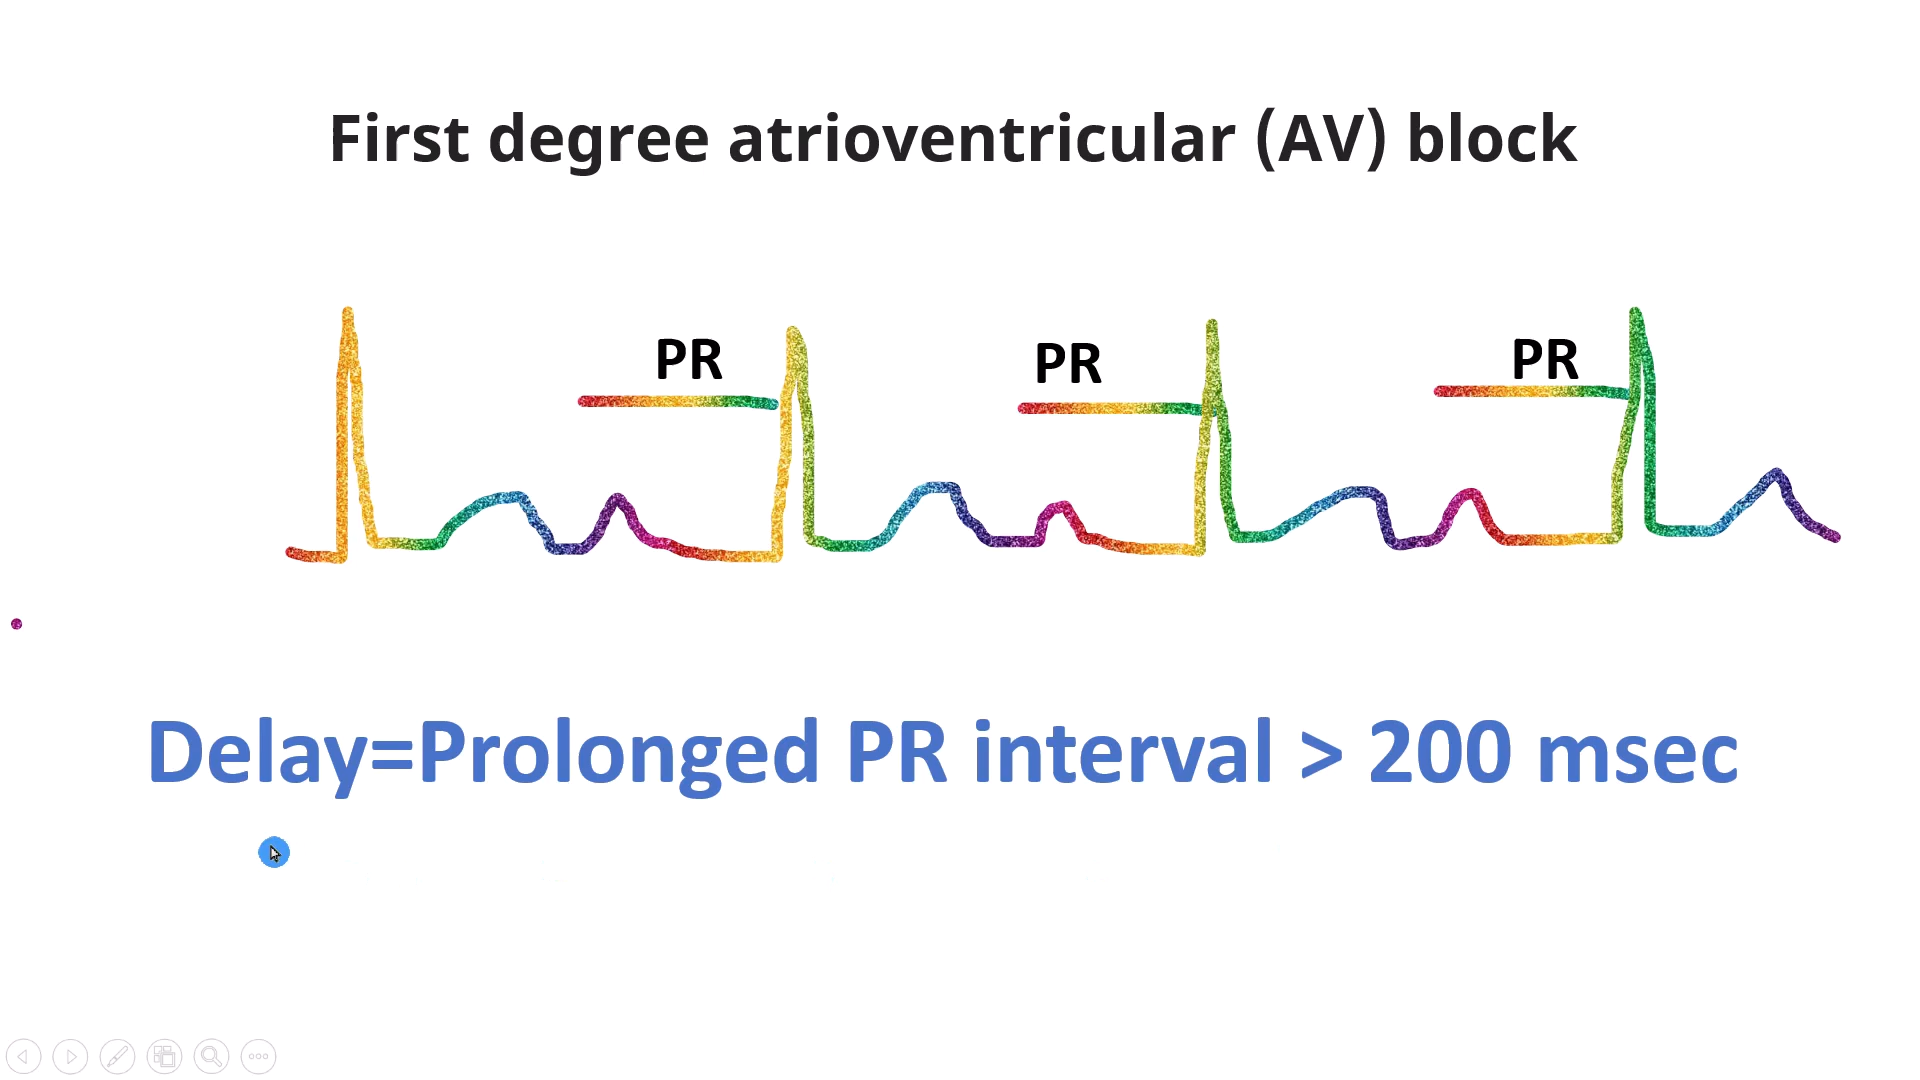 First degree atrioventricular (AV) block
PR PR PR
Delay=Prolonged PR interval > 200 msec